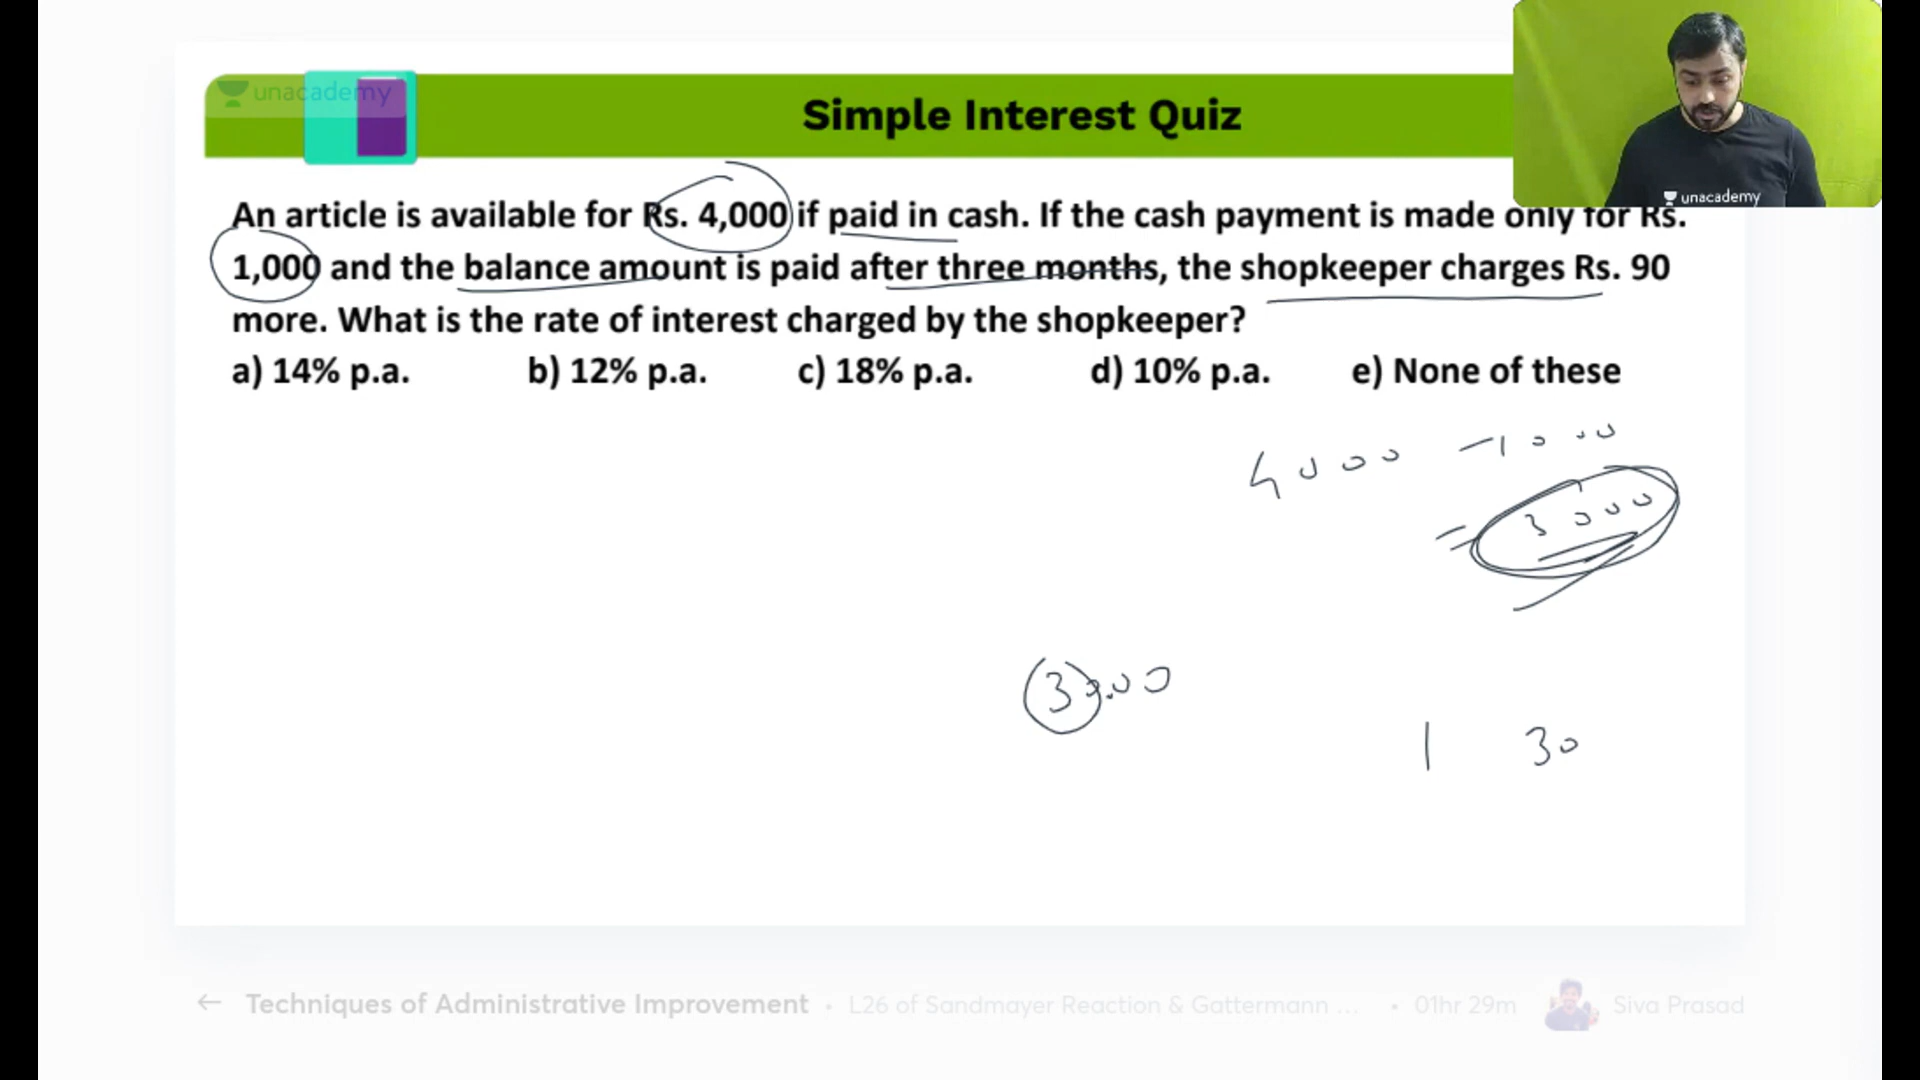 unacademy
Simple Interest Quiz
unacademy
An article is available for Rs. 4,000 if paid in cash. If the cash payment is made only for Rs.
1,000 and the balance amount is paid after three months, the shopkeeper charges Rs. 90
more. What is the rate of interest charged by the shopkeeper?
a) 14% p.a. b) 12% p.a. c) 18% p.a. d) 10% p.a. e) None of these
4000 - 1000
= 3000
3000
1 30
← Techniques of Administrative Improvement • L26 of Sandmayer Reaction & Gattermann ... • 01hr 29m Siva Prasad